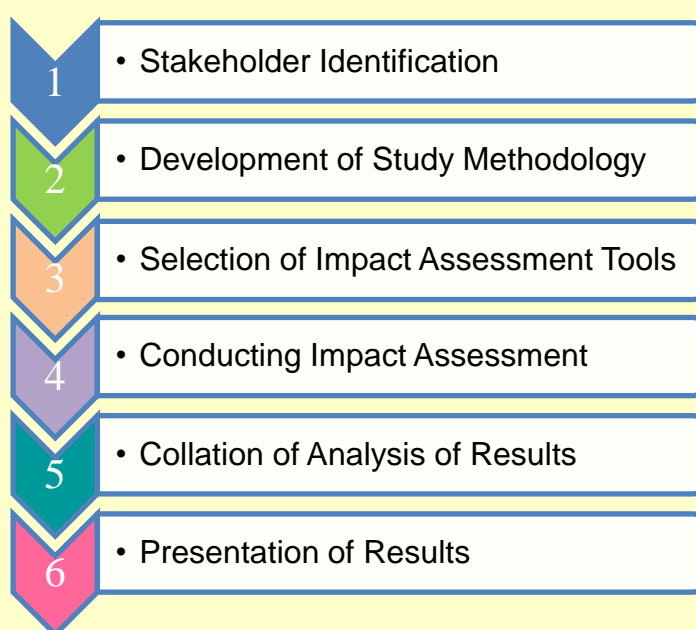 1 • Stakeholder Identification
2 • Development of Study Methodology
3 • Selection of Impact Assessment Tools
4 • Conducting Impact Assessment
5 • Collation of Analysis of Results
6 • Presentation of Results